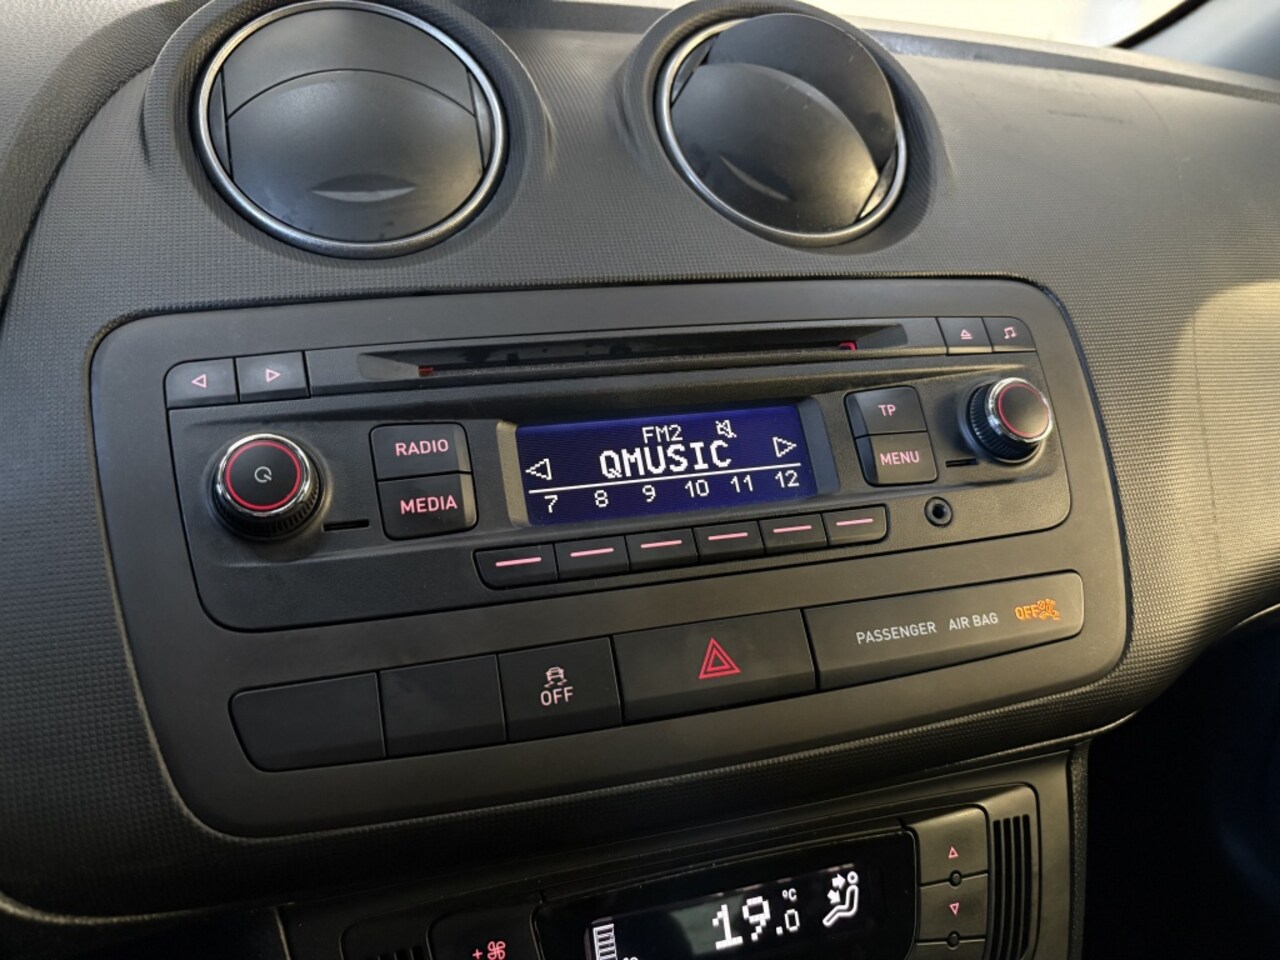 RADIO
MEDIA
FM2
QMUSIC
7 8 9 10 11 12
TP
MENU
OFF
PASSENGER AIR BAG OFF
19.0 °C
+